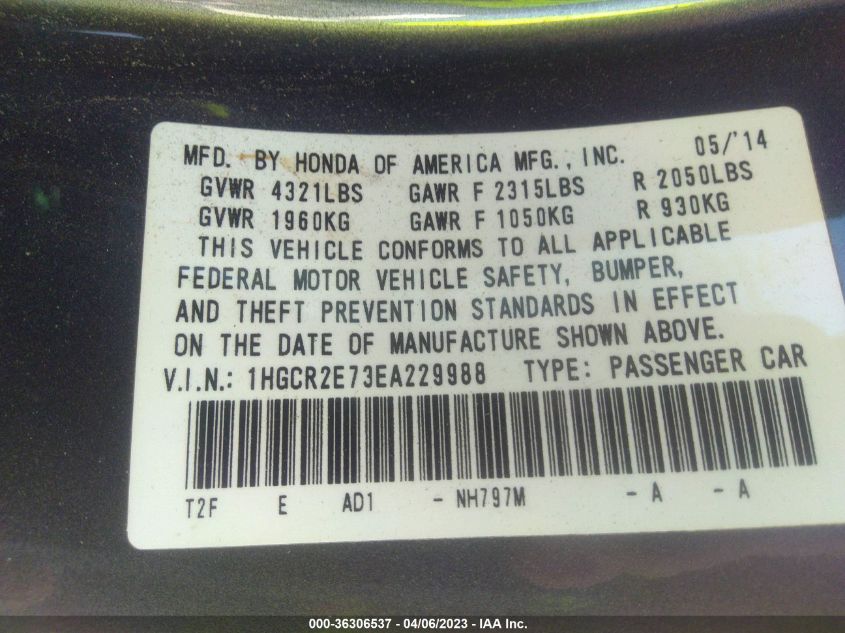 MFD. BY HONDA OF AMERICA MFG., INC. 05/'14
GVWR 4321LBS GAWR F 2315LBS R 2050LBS
GVWR 1960KG GAWR F 1050KG R 930KG
THIS VEHICLE CONFORMS TO ALL APPLICABLE
FEDERAL MOTOR VEHICLE SAFETY, BUMPER,
AND THEFT PREVENTION STANDARDS IN EFFECT
ON THE DATE OF MANUFACTURE SHOWN ABOVE.
V.I.N.: 1HGCR2E73EA229988 TYPE: PASSENGER CAR
T2F E AD1 - NH797M - A - A
000-36306537 - 04/06/2023 - IAA Inc.